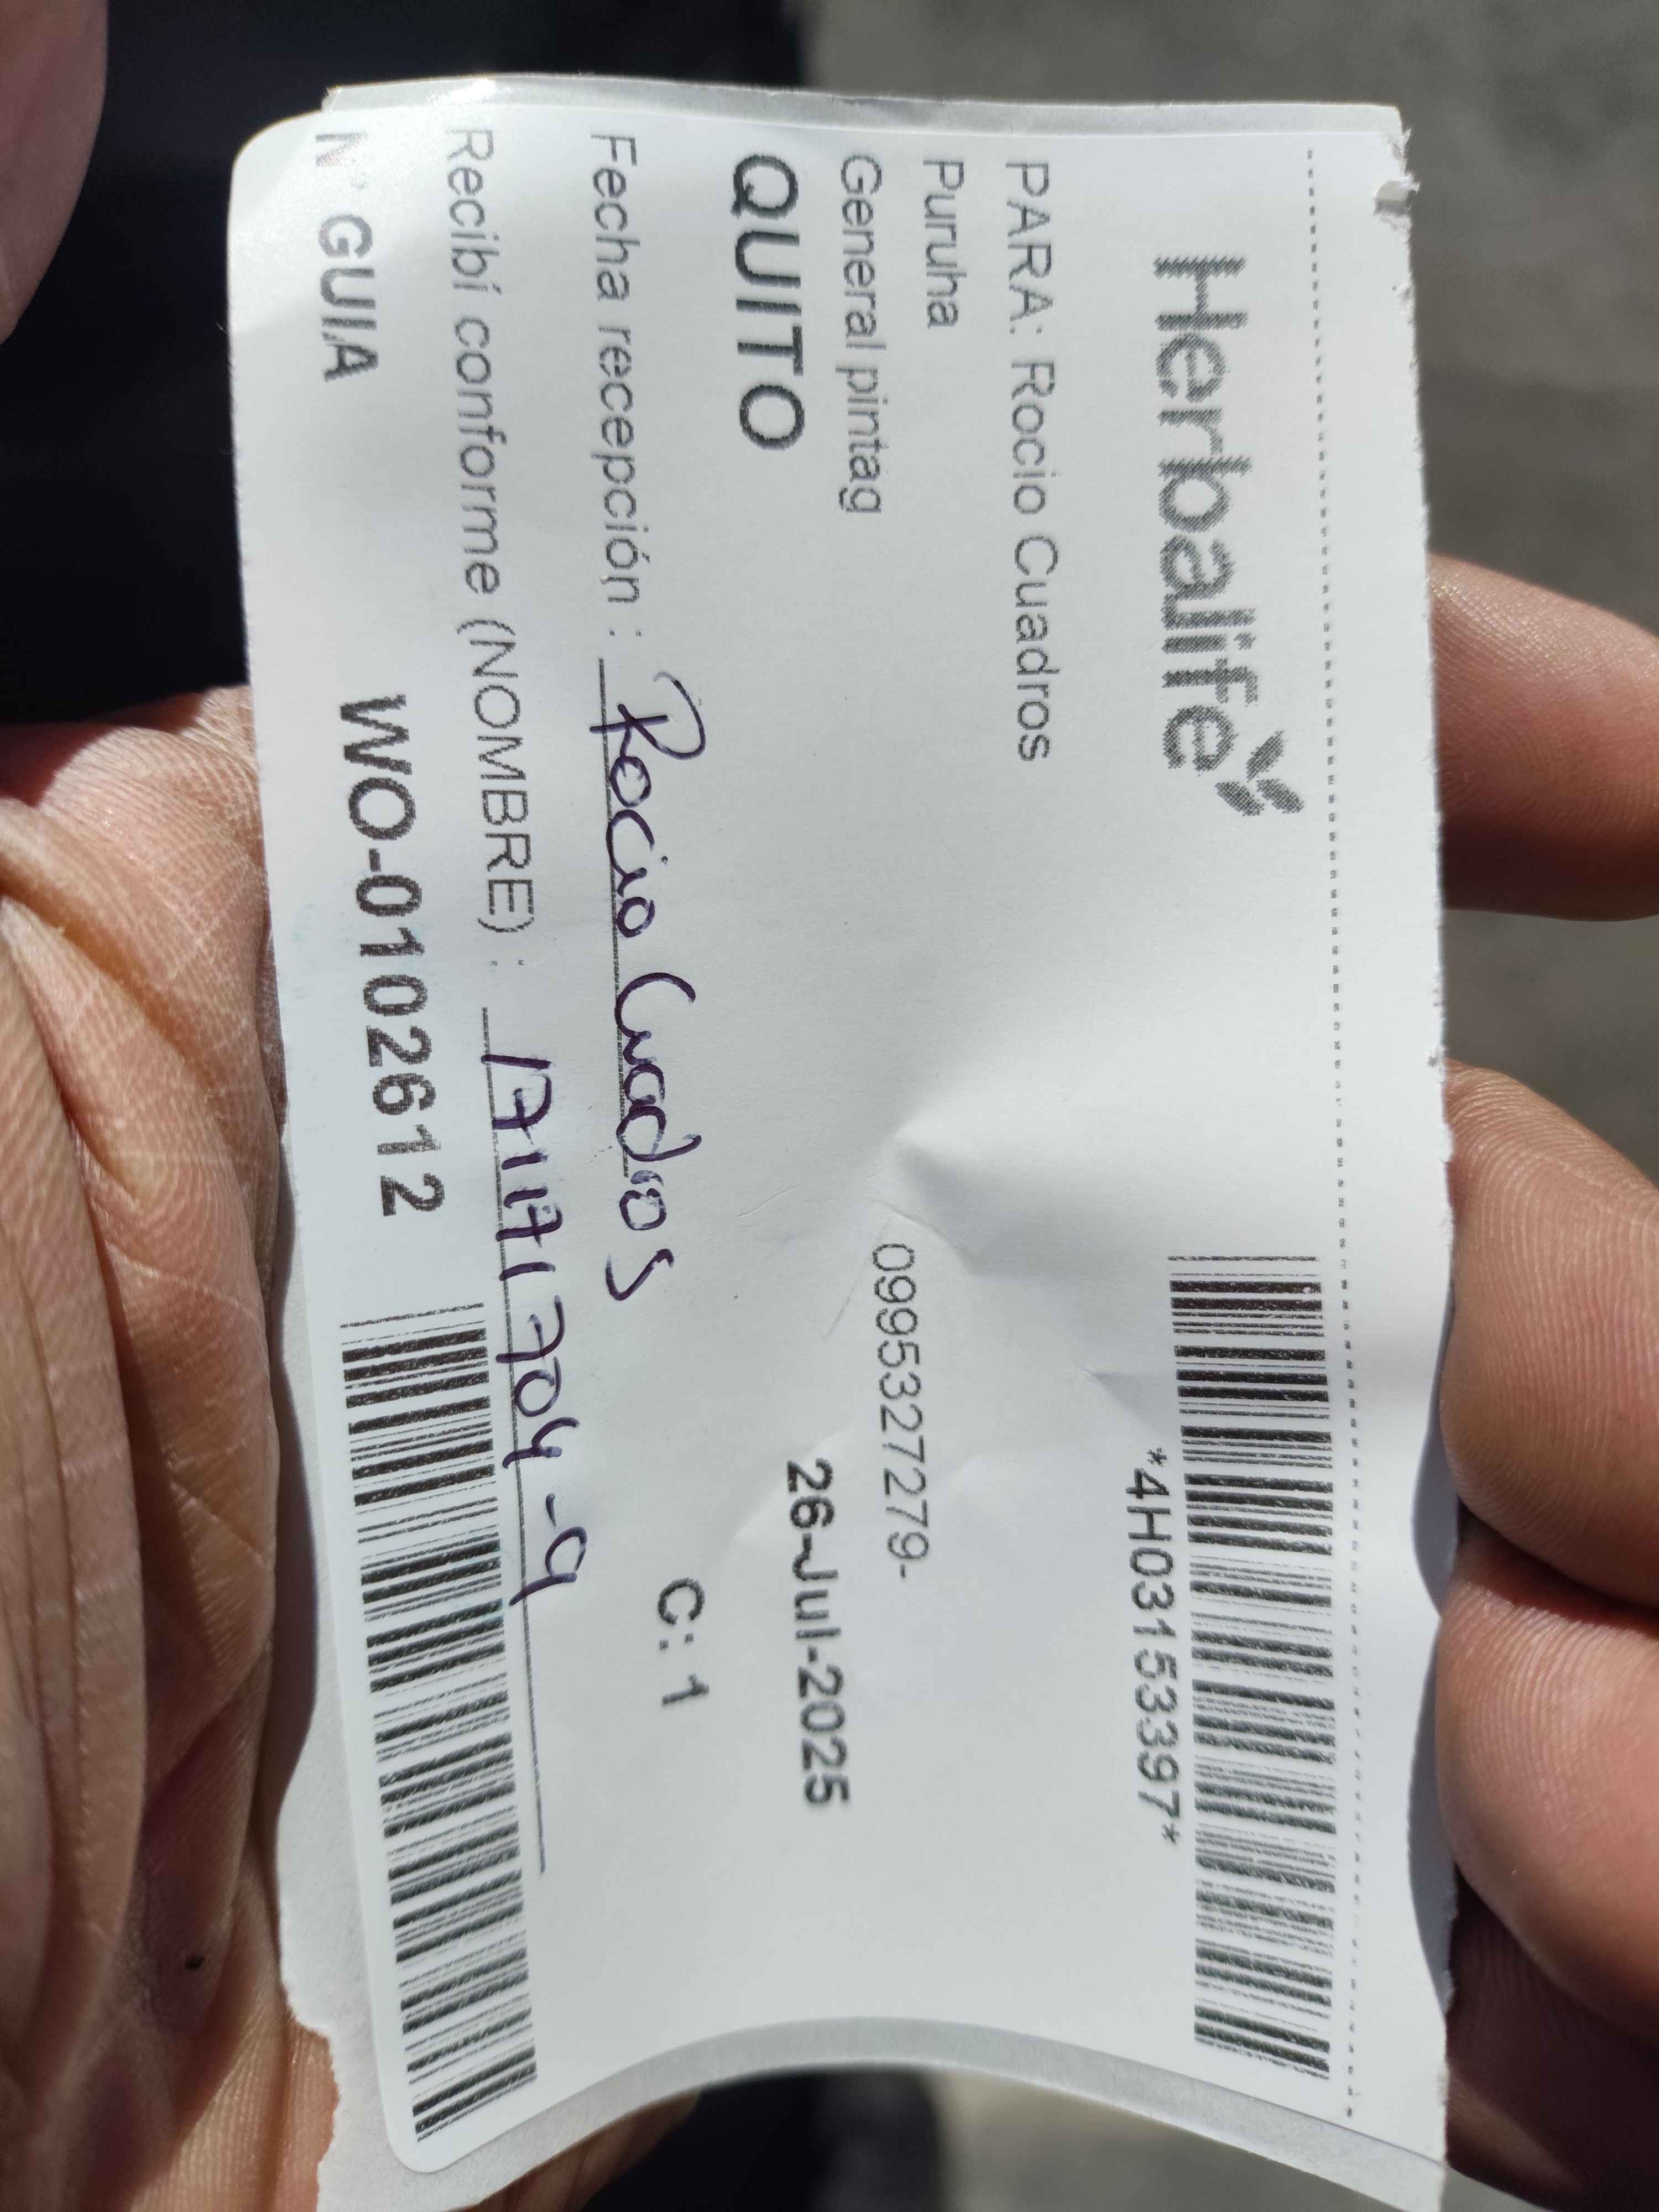 Herbalife
*4H03153397*
PARA: Rocio Cuadros
Puruha
0995327279-
General pintag
26-Jul-2025
QUITO
C: 1
Fecha recepción : Rocio Cuadros
Recibí conforme (NOMBRE) : 171171704-9
N° GUIA WO-0102612